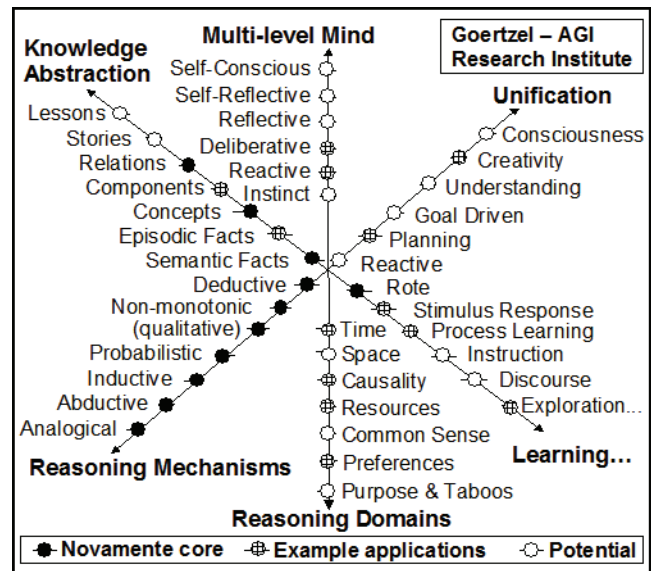 Multi-level Mind
Goertzel – AGI
Research Institute
Knowledge
Abstraction
Self-Conscious
Self-Reflective
Reflective
Deliberative
Reactive
Instinct
Unification
Consciousness
Creativity
Understanding
Goal Driven
Planning
Reactive
Lessons
Stories
Relations
Components
Concepts
Episodic Facts
Semantic Facts
Deductive
Non-monotonic
(qualitative)
Probabilistic
Inductive
Abductive
Analogical
Reasoning Mechanisms
Time
Space
Causality
Resources
Common Sense
Preferences
Purpose & Taboos
Reasoning Domains
Rote
Stimulus Response
Process Learning
Instruction
Discourse
Exploration...
Learning...
Novamente core
Example applications
Potential